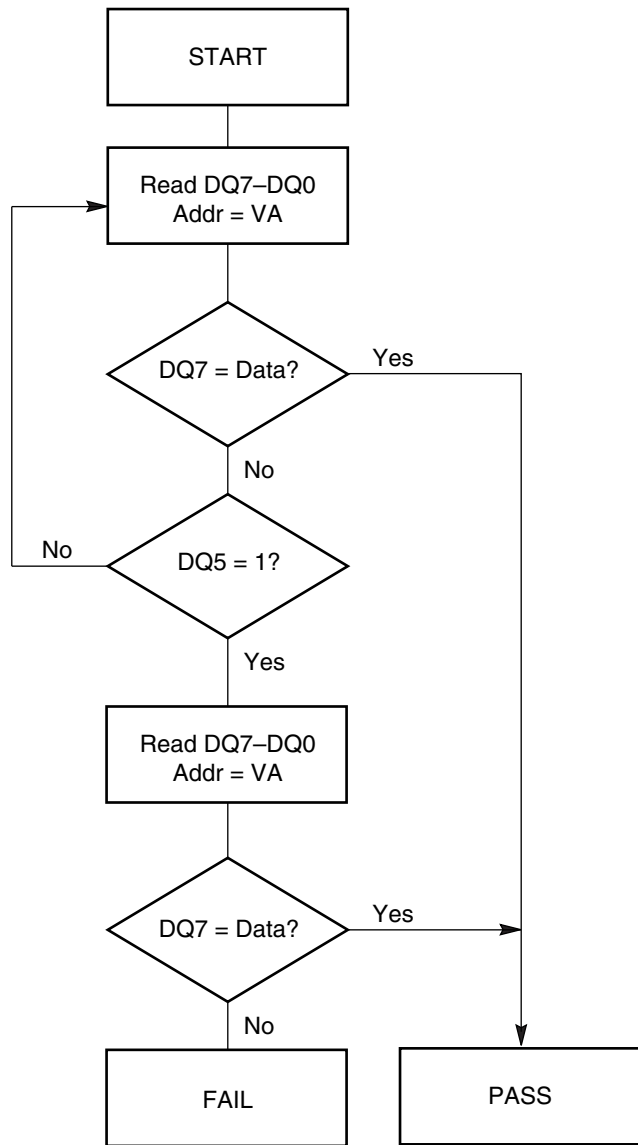 START
Read DQ7–DQ0
Addr = VA
DQ7 = Data?
Yes
No
No
DQ5 = 1?
Yes
Read DQ7–DQ0
Addr = VA
DQ7 = Data?
Yes
No
FAIL
PASS